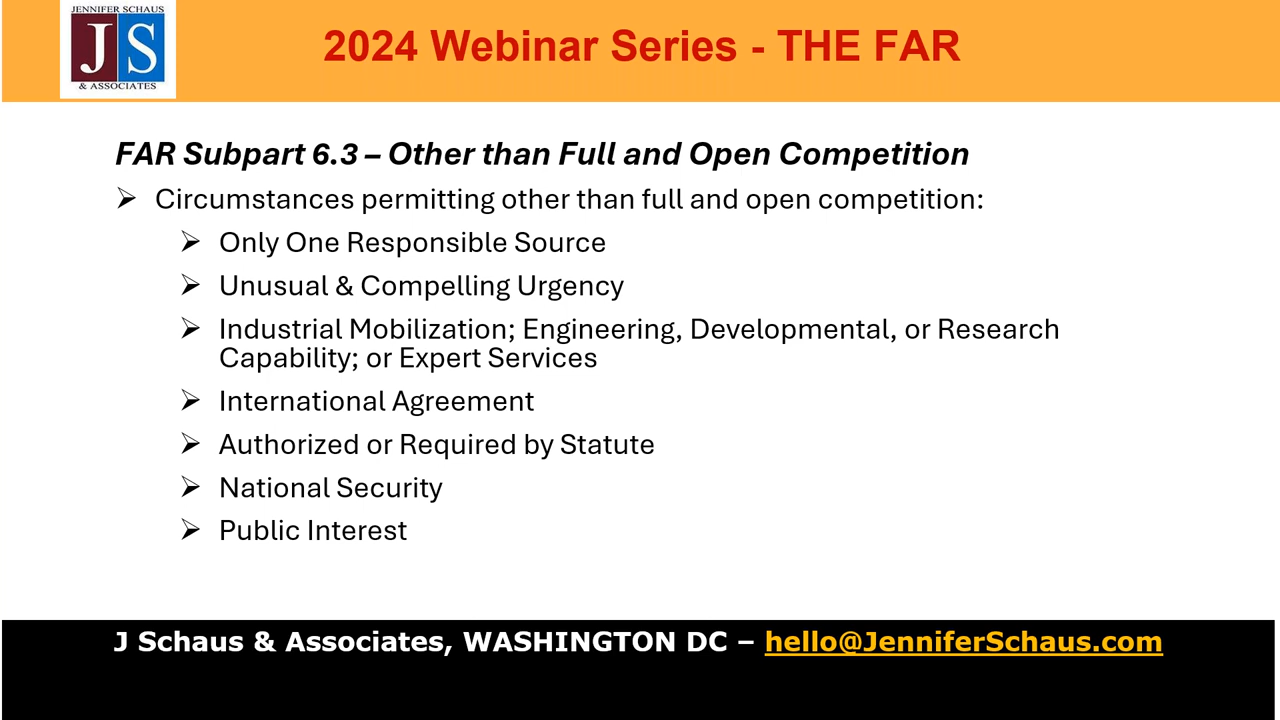 JENNIFER SCHAUS
JS
& ASSOCIATES
2024 Webinar Series - THE FAR
FAR Subpart 6.3 – Other than Full and Open Competition
➢ Circumstances permitting other than full and open competition:
➢ Only One Responsible Source
➢ Unusual & Compelling Urgency
➢ Industrial Mobilization; Engineering, Developmental, or Research
Capability; or Expert Services
➢ International Agreement
➢ Authorized or Required by Statute
➢ National Security
➢ Public Interest
J Schaus & Associates, WASHINGTON DC – hello@JenniferSchaus.com